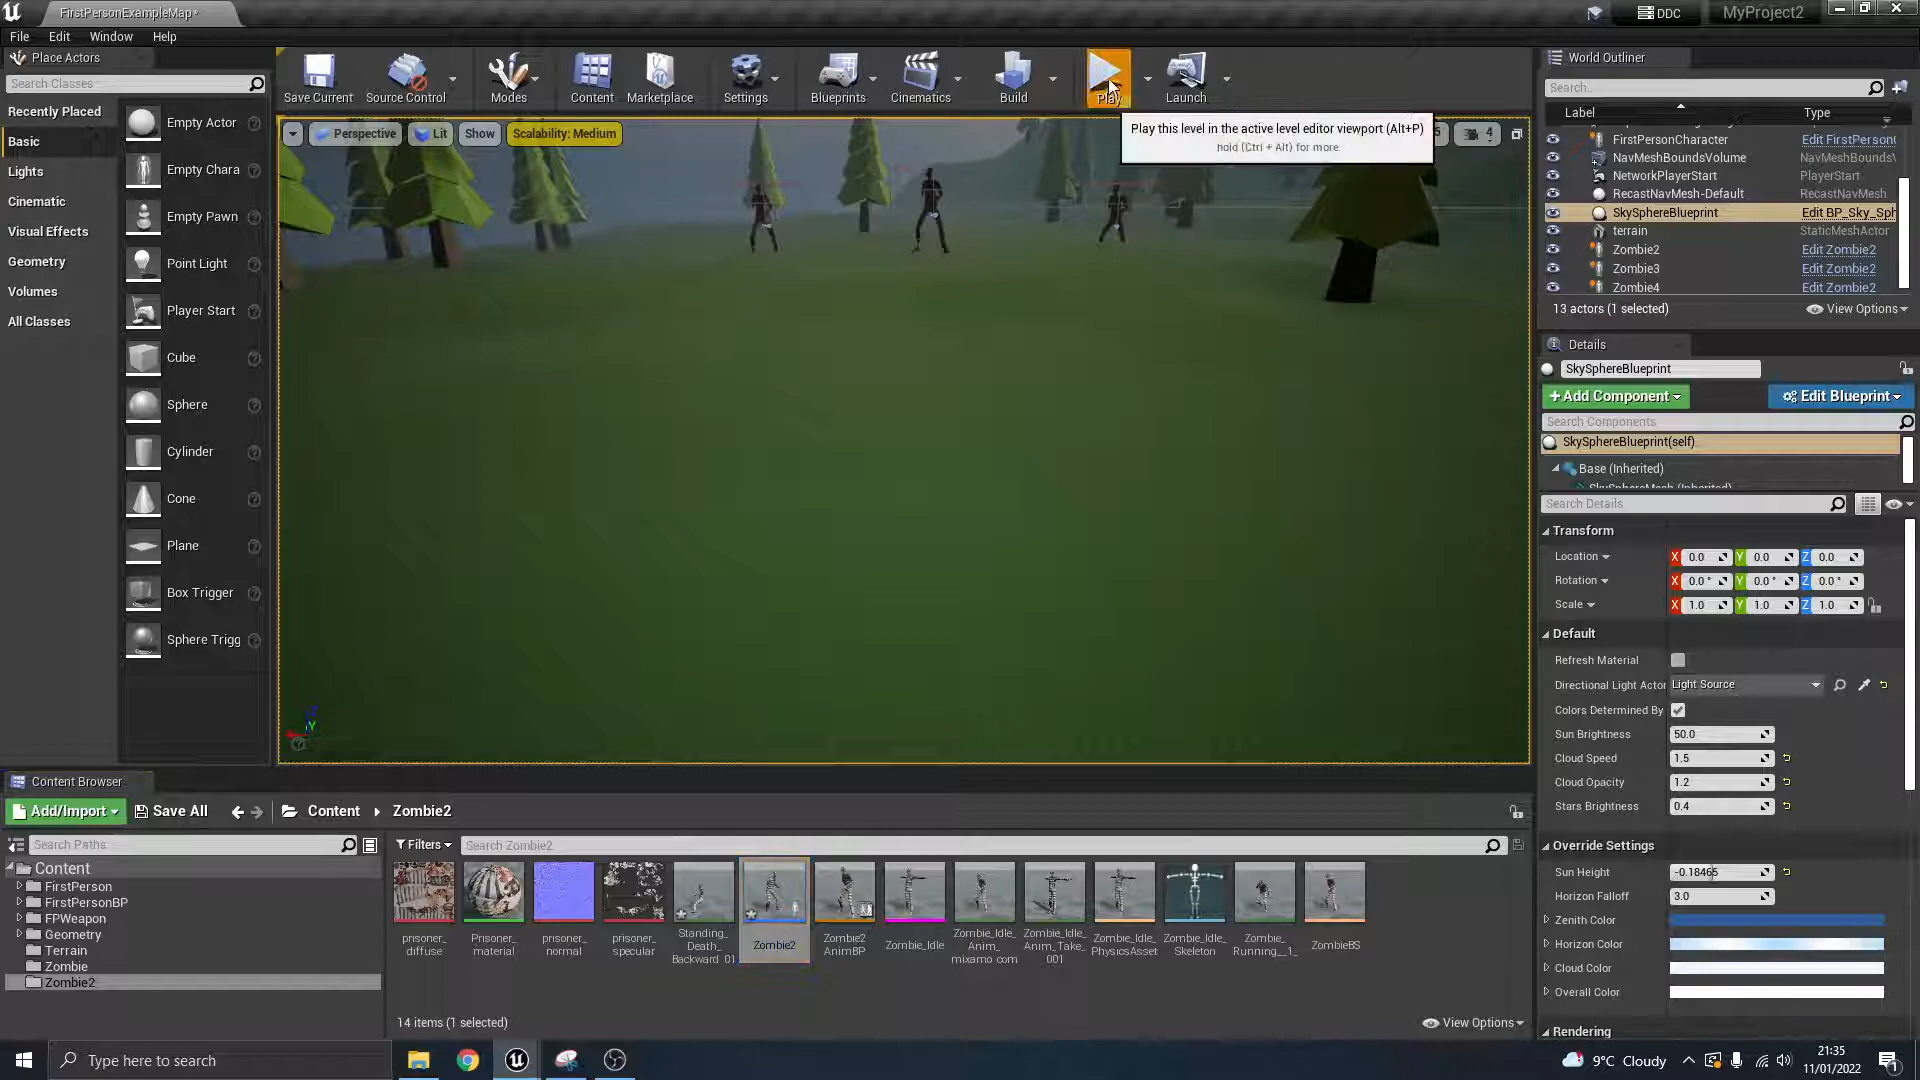 FirstPersonExampleMap*
DDC
MyProject2
File
Edit
Window
Help
Place Actors
Search Classes
Recently Placed
Basic
Lights
Cinematic
Visual Effects
Geometry
Volumes
All Classes
Empty Actor
Empty Chara
Empty Pawn
Point Light
Player Start
Cube
Sphere
Cylinder
Cone
Plane
Box Trigger
Sphere Trigg
Save Current
Source Control
Modes
Content
Marketplace
Settings
Blueprints
Cinematics
Build
Play
Launch
Perspective
Lit
Show
Scalability: Medium
4
Play this level in the active level editor viewport (Alt+P)
hold (Ctrl + Alt) for more
World Outliner
Search...
Label
Type
FirstPersonCharacter
Edit FirstPerson
NavMeshBoundsVolume
NavMeshBounds
NetworkPlayerStart
PlayerStart
RecastNavMesh-Default
RecastNavMesh
SkySphereBlueprint
Edit BP_Sky_Sph
terrain
StaticMeshActor
Zombie2
Edit Zombie2
Zombie3
Edit Zombie2
Zombie4
Edit Zombie2
13 actors (1 selected)
View Options
Details
SkySphereBlueprint
+Add Component
Edit Blueprint
Search Components
SkySphereBlueprint(self)
Base (Inherited)
SkySphereMesh (Inherited)
Search Details
Transform
Location
X 0.0 Y 0.0 Z 0.0
Rotation
X 0.0 ° Y 0.0 ° Z 0.0 °
Scale
X 1.0 Y 1.0 Z 1.0
Default
Refresh Material
Directional Light Actor
Light Source
Colors Determined By
Sun Brightness
50.0
Cloud Speed
1.5
Cloud Opacity
1.2
Stars Brightness
0.4
Override Settings
Sun Height
-0.18465
Horizon Falloff
3.0
Zenith Color
Horizon Color
Cloud Color
Overall Color
Rendering
Content Browser
Add/Import
Save All
Content
Zombie2
Search Paths
Filters
Search Zombie2
Content
FirstPerson
FirstPersonBP
FPWeapon
Geometry
Terrain
Zombie
Zombie2
prisoner_
diffuse
Prisoner_
material
prisoner_
normal
prisoner_
specular
Standing_
Death_
Backward_01
Zombie2
Zombie2
AnimBP
Zombie_Idle
Zombie_Idle_
Anim_
mixamo_com
Zombie_Idle_
Anim_Take_
001
Zombie_Idle_
PhysicsAsset
Zombie_Idle_
Skeleton
Zombie_
Running__1_
ZombieBS
14 items (1 selected)
View Options
Type here to search
9°C Cloudy
21:35
11/01/2022
1